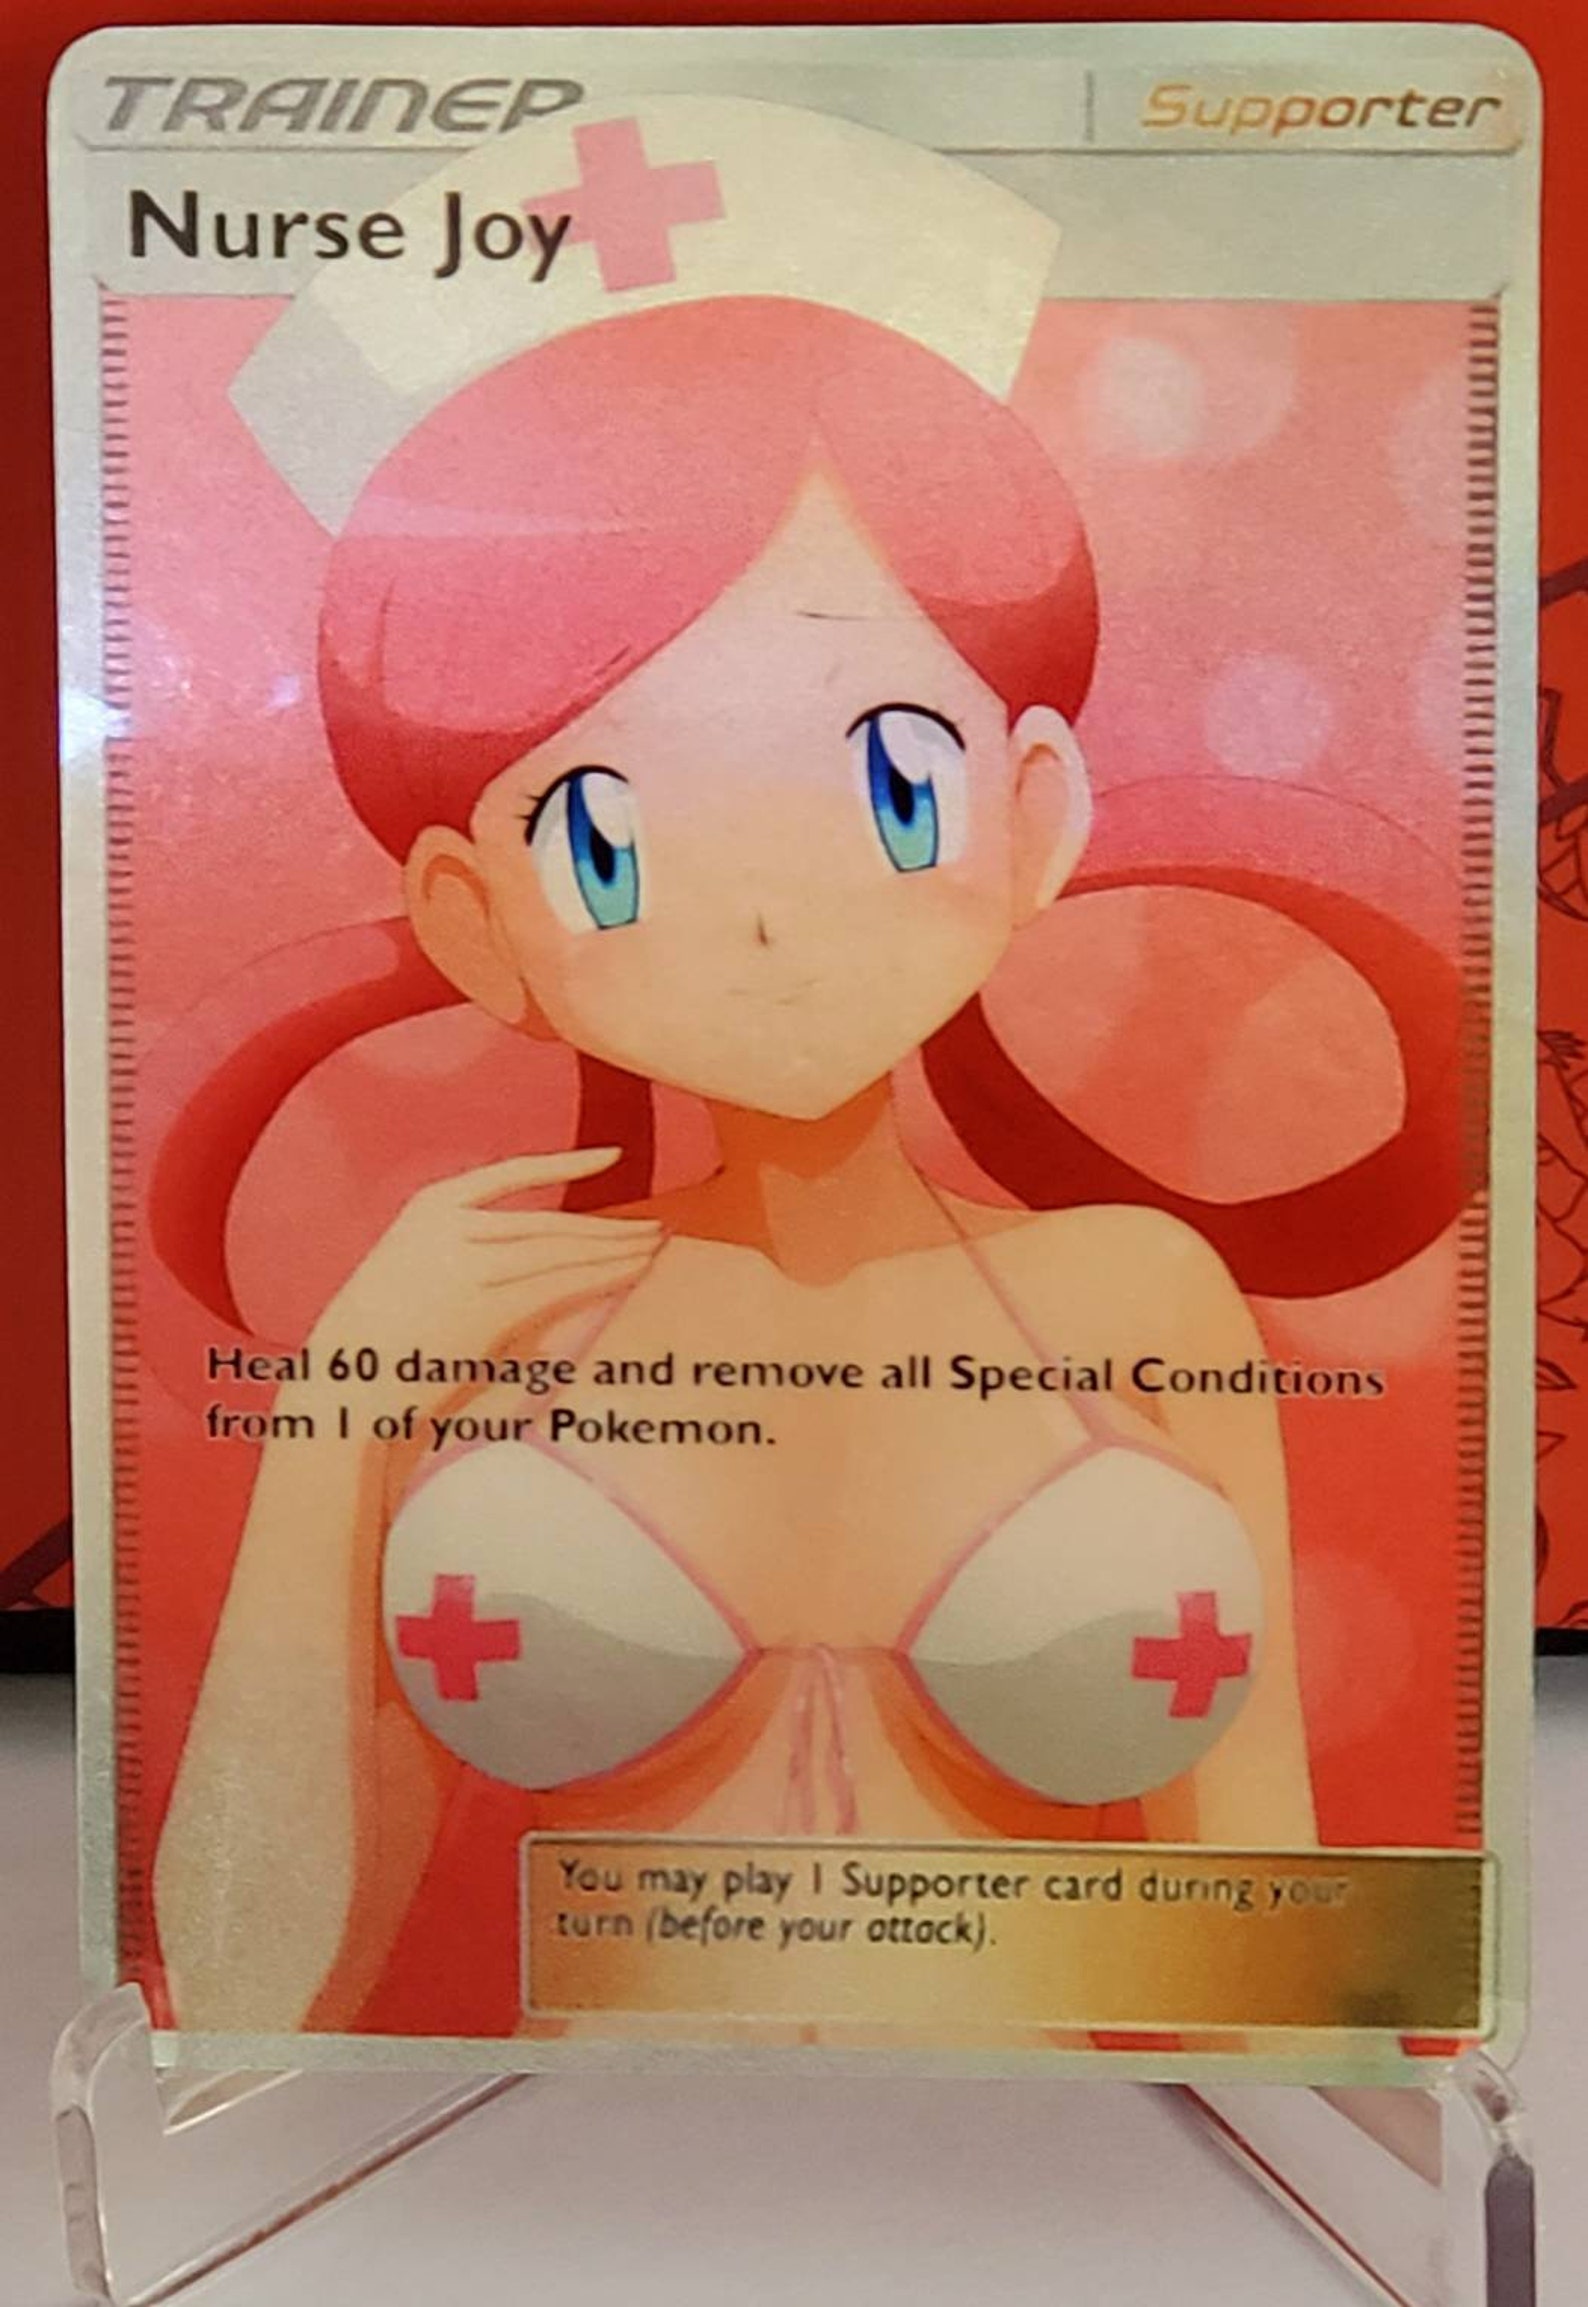 TRAINER
Supporter
Nurse Joy
Heal 60 damage and remove all Special Conditions
from 1 of your Pokemon.
You may play 1 Supporter card during your
turn (before your attack).